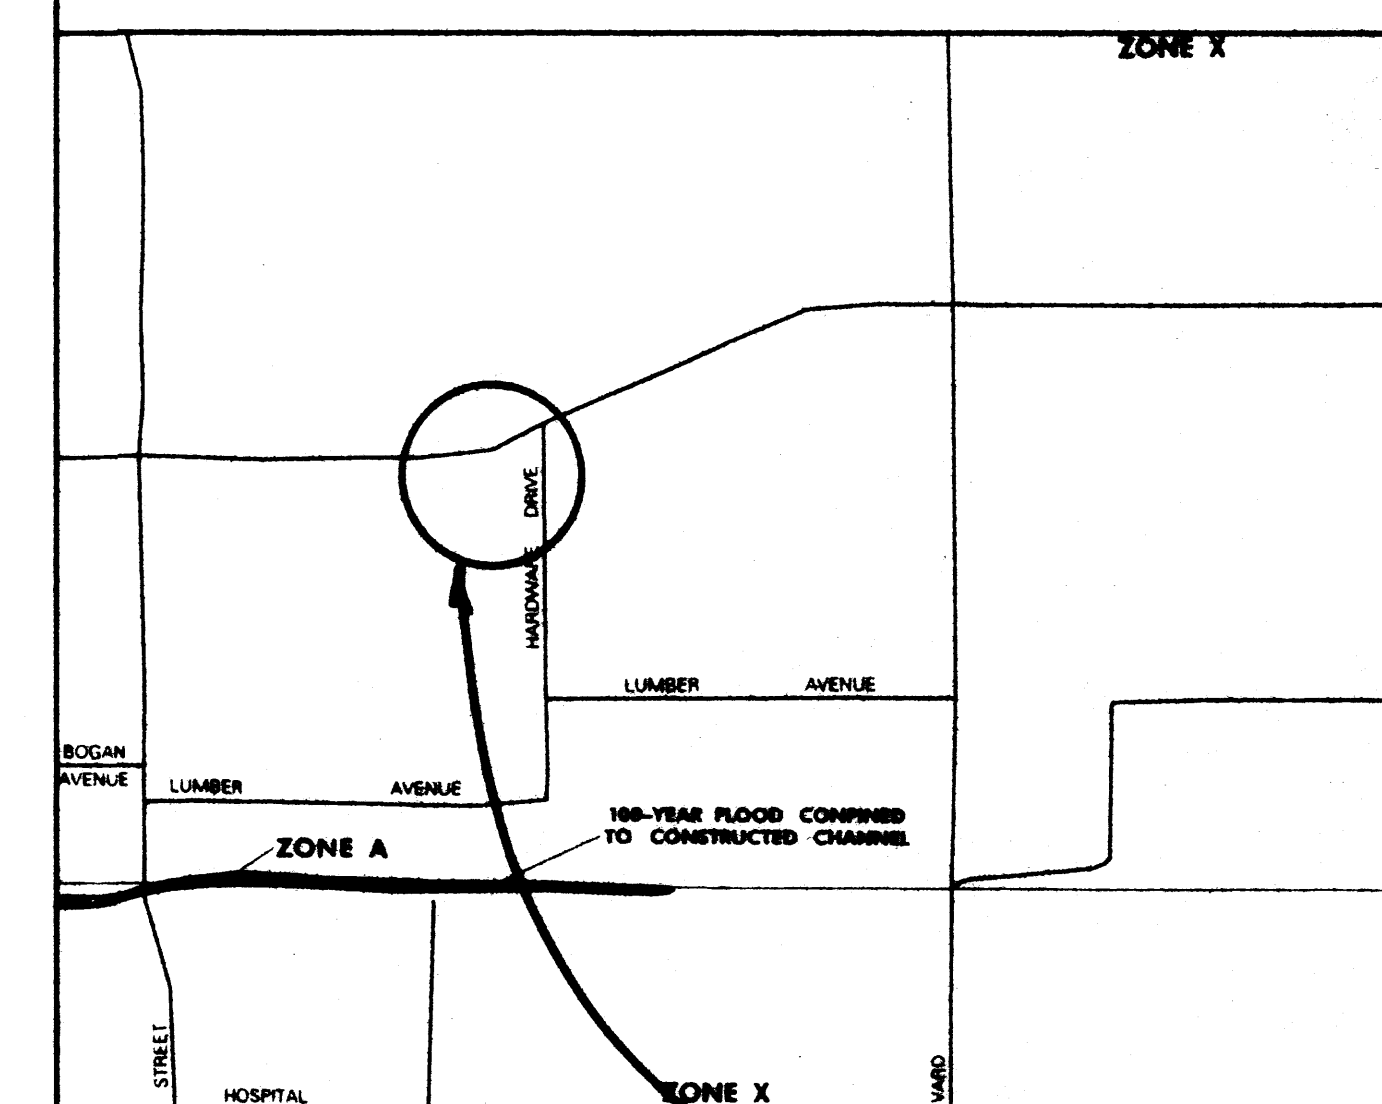 ZONE X
HARDWARE DRIVE
LUMBER AVENUE
BOGAN
AVENUE
LUMBER AVENUE
100-YEAR FLOOD CONFINED
TO CONSTRUCTED CHANNEL
ZONE A
STREET
HOSPITAL
ZONE X
VARD